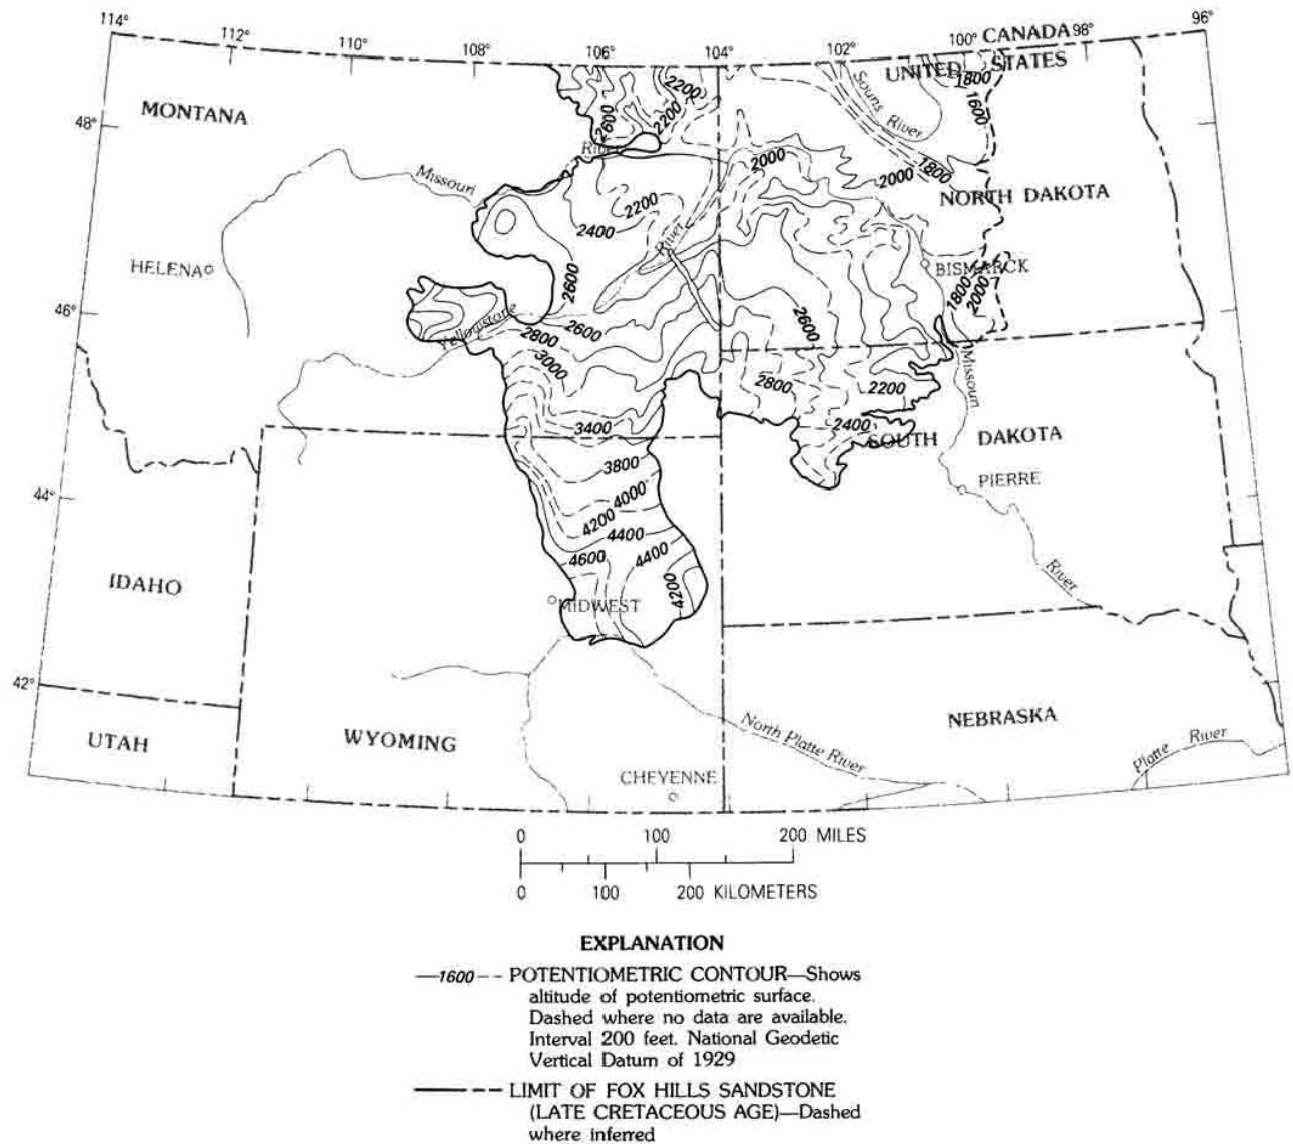 114°
112°
110°
108°
106°
104°
102°
100°
CANADA
98°
96°
UNITED STATES
MONTANA
48°
2200
2600
2200
1800
1600
Souris River
River
Missouri
2000
1800
2000
NORTH DAKOTA
2200
2400
River
HELENA
BISMARCK
2600
1800
2000
46°
Yellowstone
2600
2800
2600
3000
Missouri
2800
2200
3400
2400
SOUTH DAKOTA
3800
PIERRE
44°
4000
4200
4400
4600
4400
4200
IDAHO
MIDWEST
River
42°
UTAH
WYOMING
North Platte River
NEBRASKA
Platte River
CHEYENNE
0 100 200 MILES
0 100 200 KILOMETERS
EXPLANATION
—1600-- POTENTIOMETRIC CONTOUR—Shows
altitude of potentiometric surface.
Dashed where no data are available.
Interval 200 feet. National Geodetic
Vertical Datum of 1929
LIMIT OF FOX HILLS SANDSTONE
(LATE CRETACEOUS AGE)—Dashed
where inferred